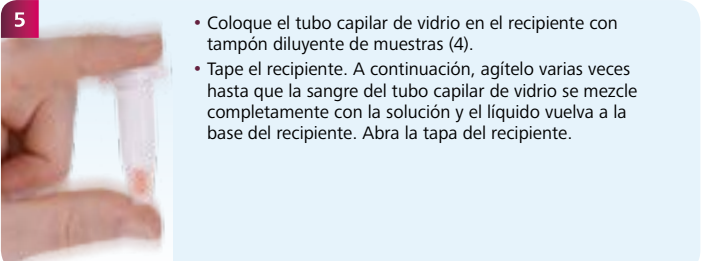 5
• Coloque el tubo capilar de vidrio en el recipiente con
tampón diluyente de muestras (4).
• Tape el recipiente. A continuación, agítelo varias veces
hasta que la sangre del tubo capilar de vidrio se mezcle
completamente con la solución y el líquido vuelva a la
base del recipiente. Abra la tapa del recipiente.